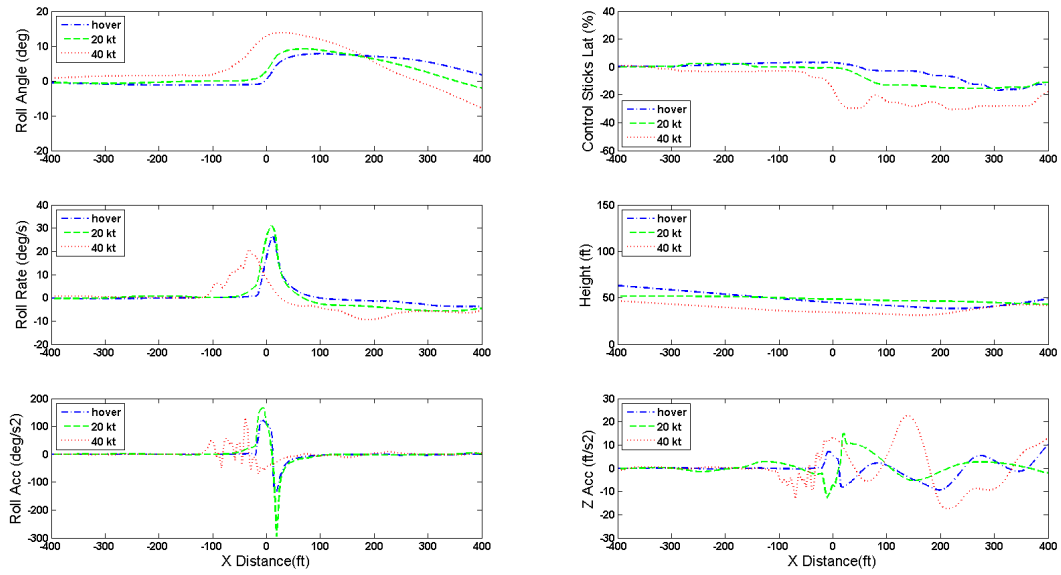 Roll Angle (deg)
20
10
0
-10
-20
hover
20 kt
40 kt
-400 -300 -200 -100 0 100 200 300 400
Control Sticks Lat (%)
40
20
0
-20
-40
-60
hover
20 kt
40 kt
-400 -300 -200 -100 0 100 200 300 400
Roll Rate (deg/s)
40
30
20
10
0
-10
-20
hover
20 kt
40 kt
-400 -300 -200 -100 0 100 200 300 400
Height (ft)
150
100
50
0
hover
20 kt
40 kt
-400 -300 -200 -100 0 100 200 300 400
Roll Acc (deg/s2)
200
100
0
-100
-200
-300
hover
20 kt
40 kt
-400 -300 -200 -100 0 100 200 300 400
X Distance(ft)
Z Acc (ft/s2)
30
20
10
0
-10
-20
-30
hover
20 kt
40 kt
-400 -300 -200 -100 0 100 200 300 400
X Distance(ft)